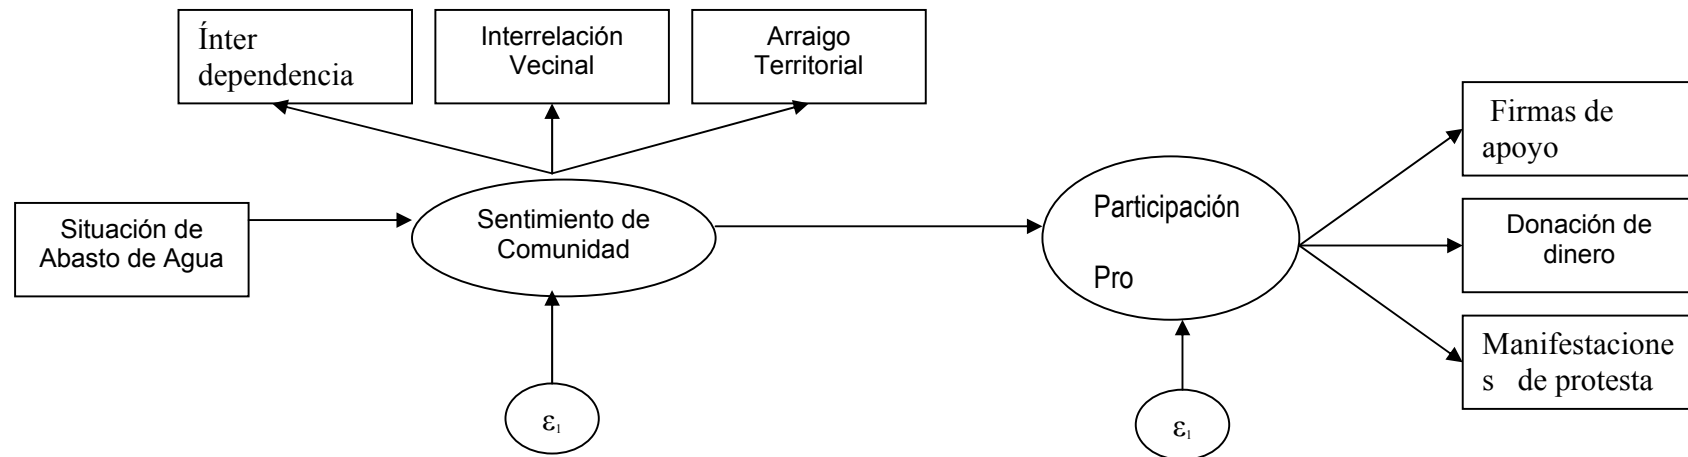 Ínter
dependencia
Interrelación
Vecinal
Arraigo
Territorial
Firmas de
apoyo
Situación de
Abasto de Agua
Sentimiento de
Comunidad
Participación
Pro
Donación de
dinero
Manifestacione
s de protesta
ε₁
ε₁